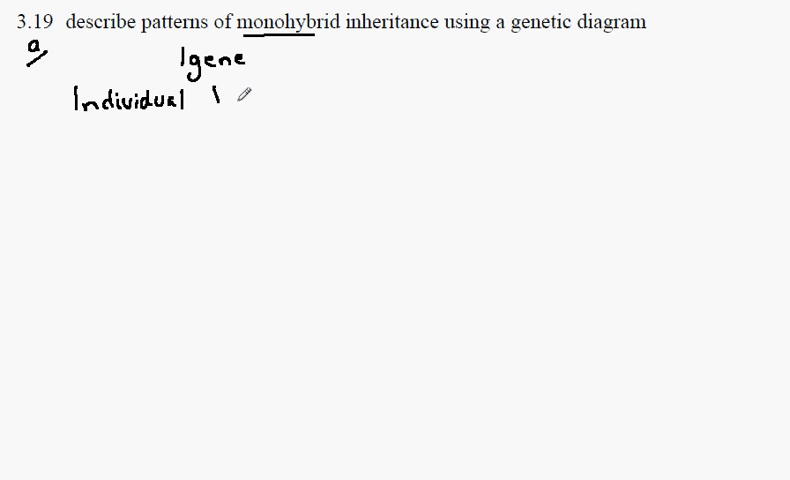 3.19 describe patterns of monohybrid inheritance using a genetic diagram
a,
1gene
Individual 1